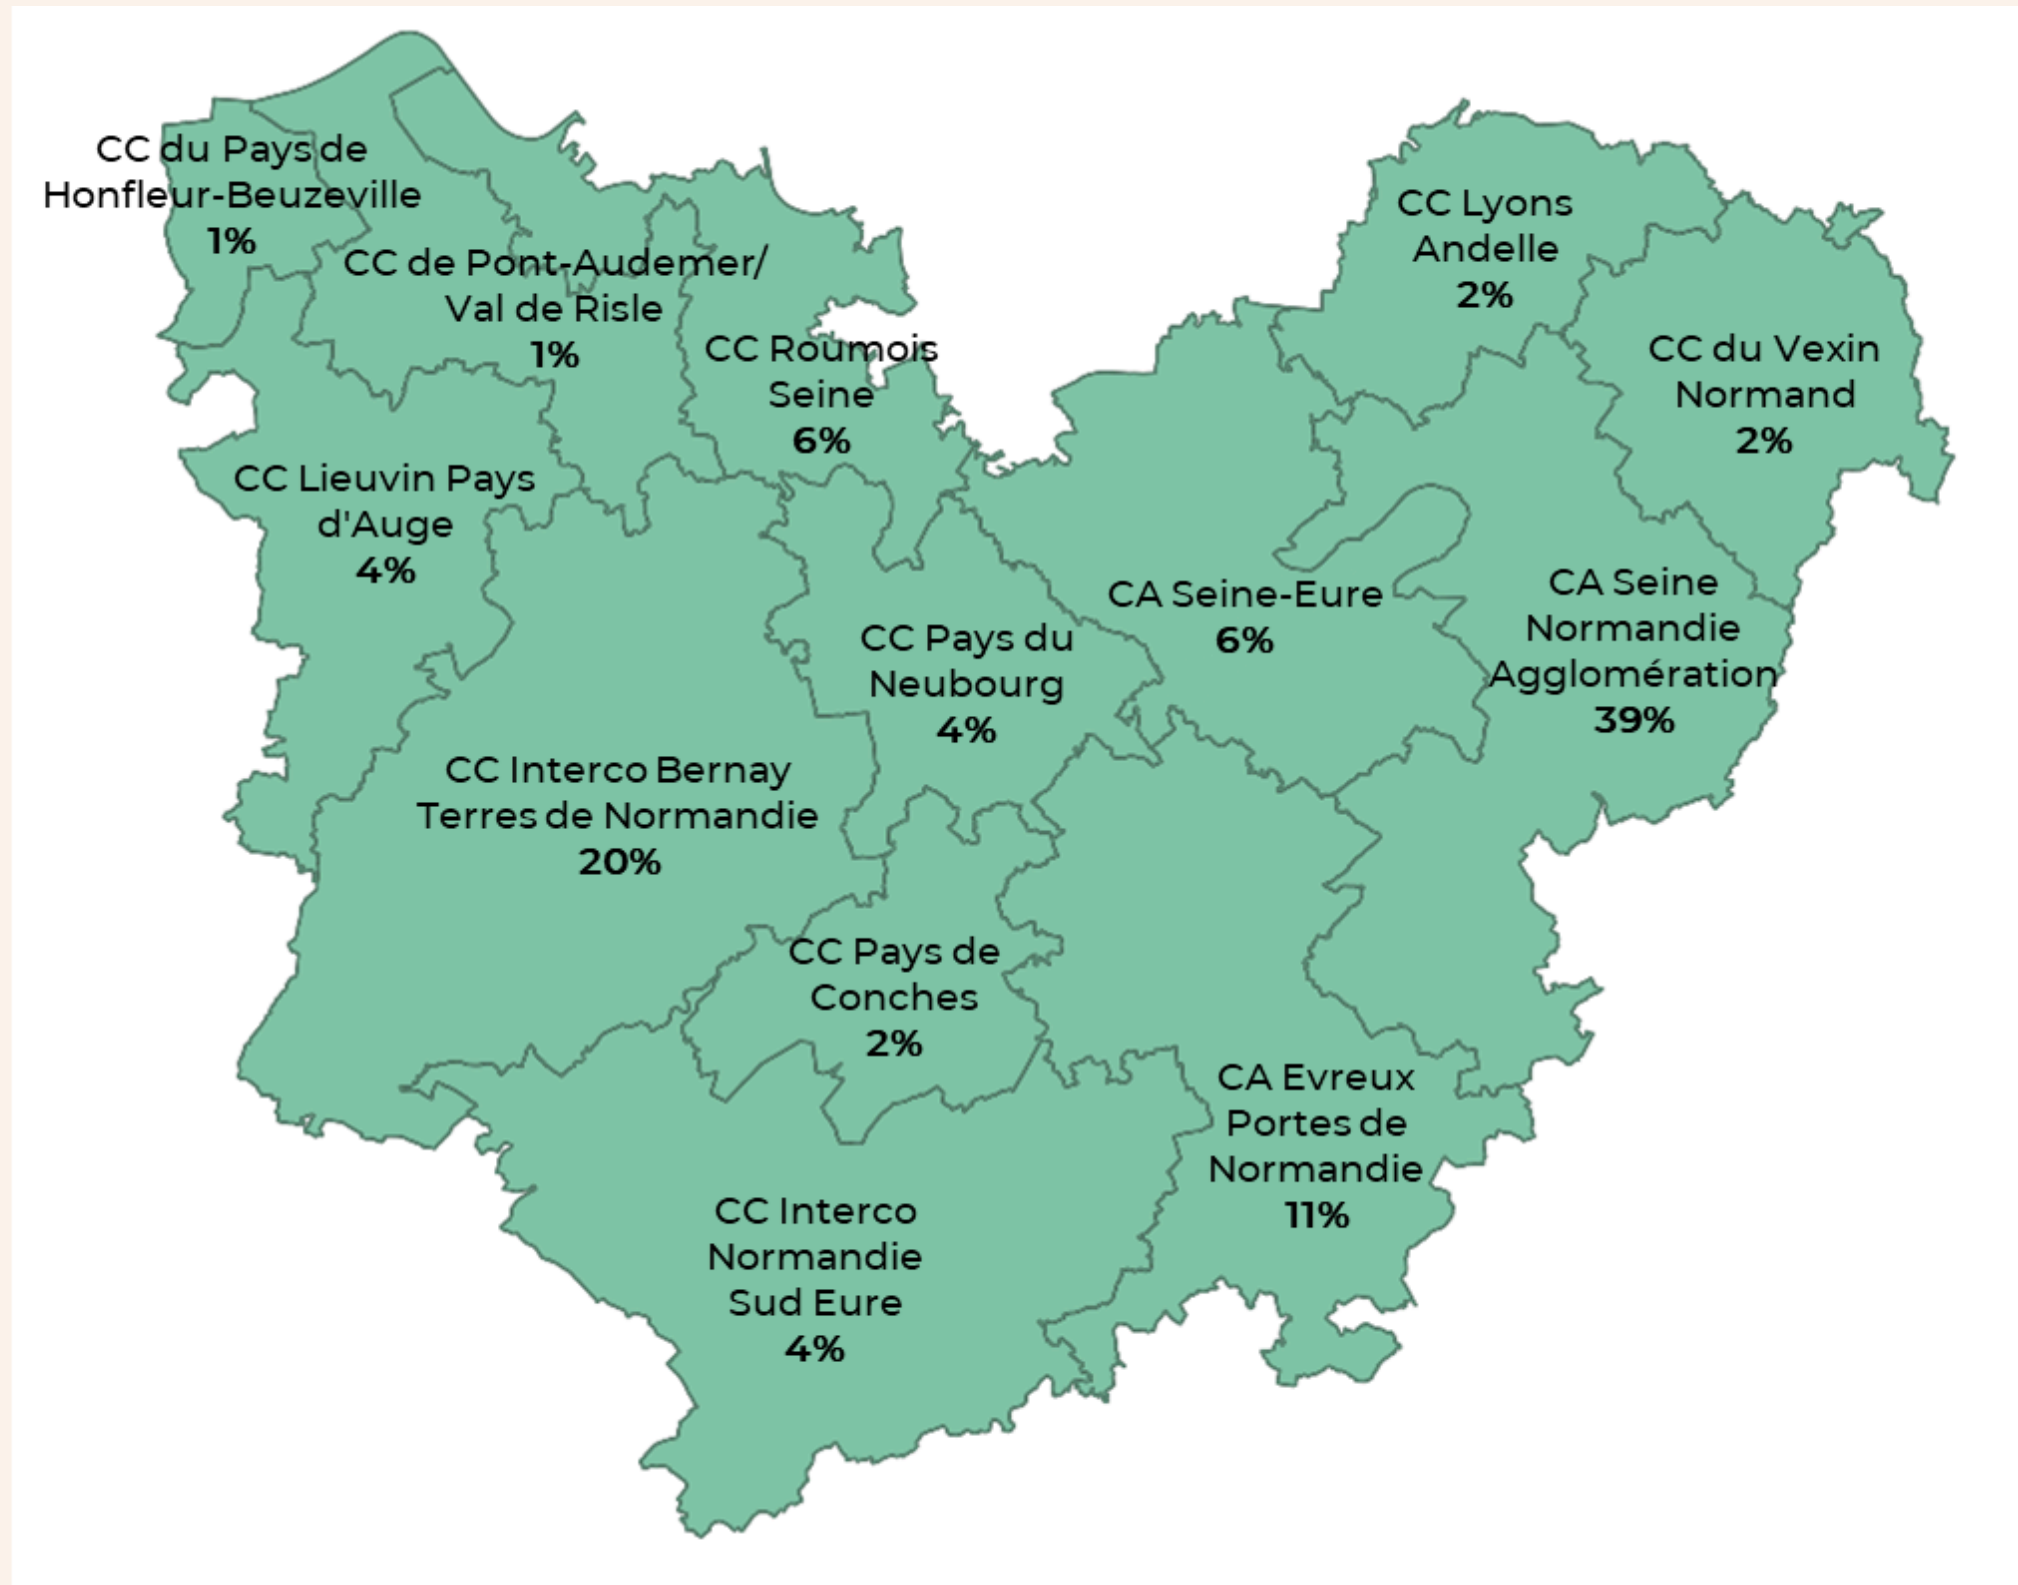 CC du Pays de
Honfleur-Beuzeville
1%
CC de Pont-Audemer/
Val de Risle
1%
CC Roumois
Seine
6%
CC Lyons
Andelle
2%
CC du Vexin
Normand
2%
CC Lieuvin Pays
d'Auge
4%
CA Seine-Eure
6%
CA Seine
Normandie
Agglomération
39%
CC Pays du
Neubourg
4%
CC Interco Bernay
Terres de Normandie
20%
CC Pays de
Conches
2%
CA Evreux
Portes de
Normandie
11%
CC Interco
Normandie
Sud Eure
4%